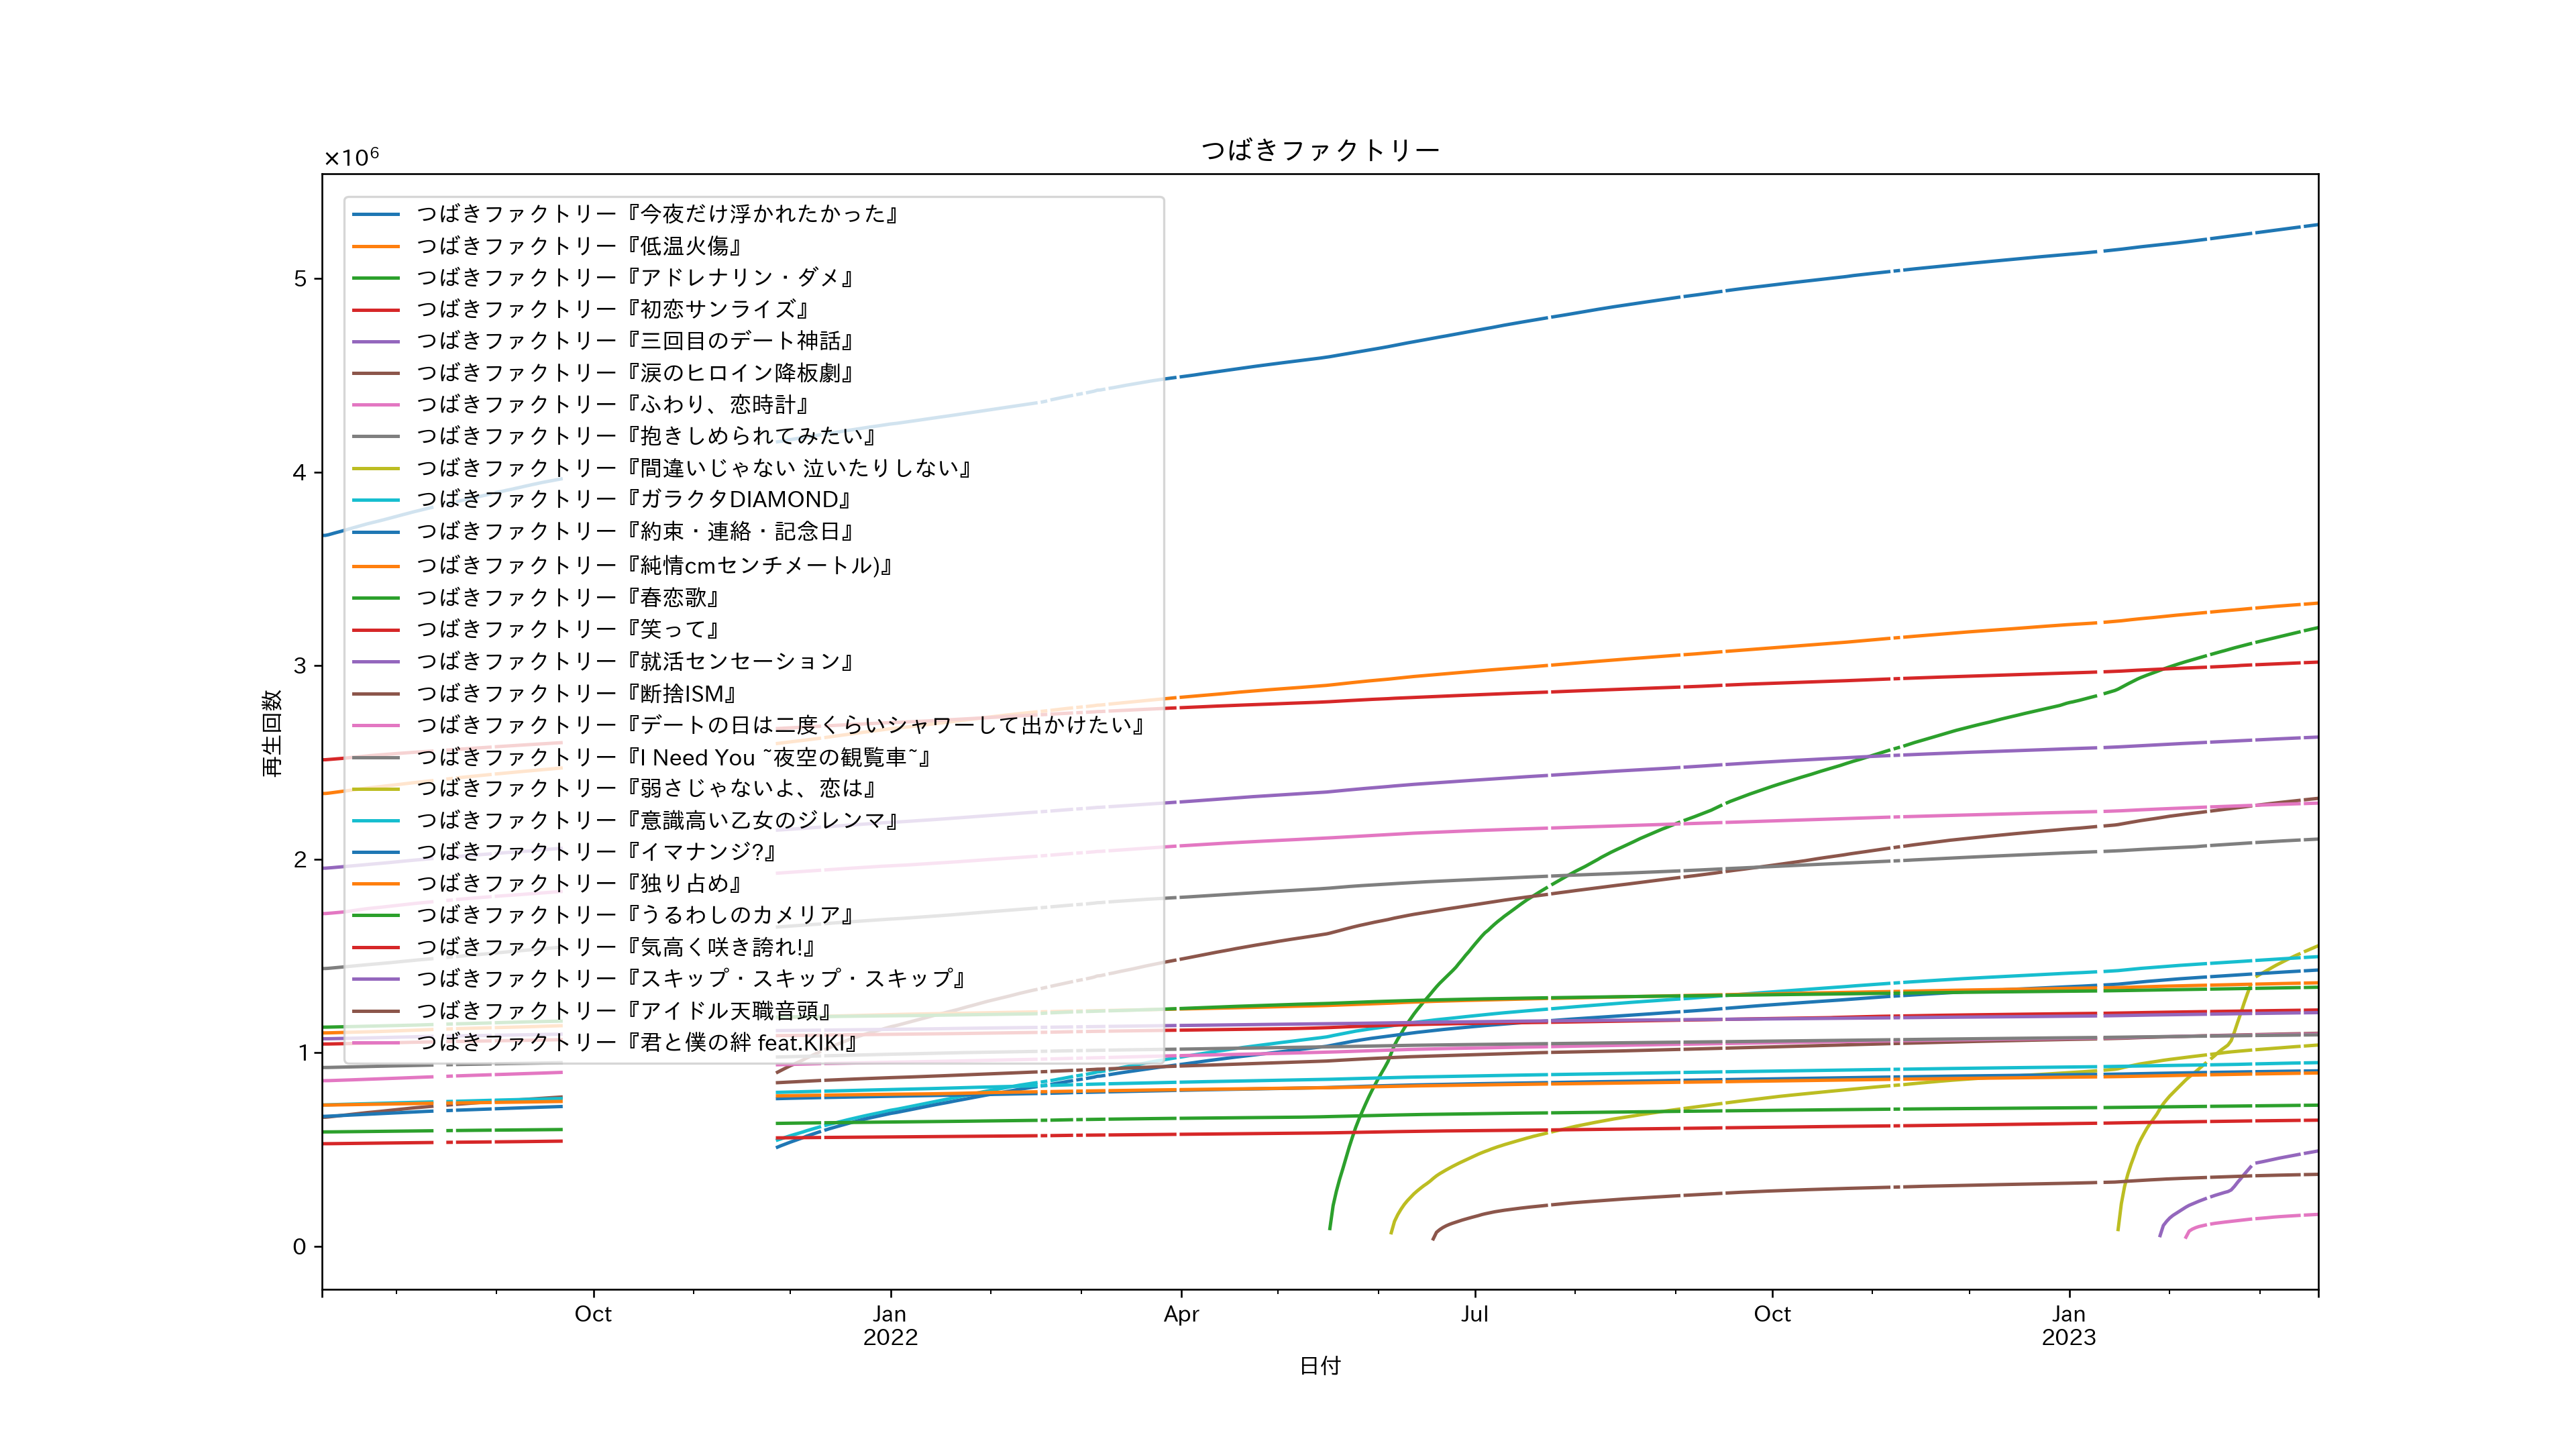 つばきファクトリー
×10⁶
つばきファクトリー『今夜だけ浮かれたかった』
つばきファクトリー『低温火傷』
つばきファクトリー『アドレナリン・ダメ』
つばきファクトリー『初恋サンライズ』
つばきファクトリー『三回目のデート神話』
つばきファクトリー『涙のヒロイン降板劇』
つばきファクトリー『ふわり、恋時計』
つばきファクトリー『抱きしめられてみたい』
つばきファクトリー『間違いじゃない 泣いたりしない』
つばきファクトリー『ガラクタDIAMOND』
つばきファクトリー『約束・連絡・記念日』
つばきファクトリー『純情cmセンチメートル)』
つばきファクトリー『春恋歌』
つばきファクトリー『笑って』
つばきファクトリー『就活センセーション』
つばきファクトリー『断捨ISM』
つばきファクトリー『デートの日は二度くらいシャワーして出かけたい』
つばきファクトリー『I Need You ~夜空の観覧車~』
つばきファクトリー『弱さじゃないよ、恋は』
つばきファクトリー『意識高い乙女のジレンマ』
つばきファクトリー『イマナンジ?』
つばきファクトリー『独り占め』
つばきファクトリー『うるわしのカメリア』
つばきファクトリー『気高く咲き誇れ!』
つばきファクトリー『スキップ・スキップ・スキップ』
つばきファクトリー『アイドル天職音頭』
つばきファクトリー『君と僕の絆 feat.KIKI』
5
4
3
2
1
0
再生回数
Oct
Jan
2022
Apr
Jul
Oct
Jan
2023
日付